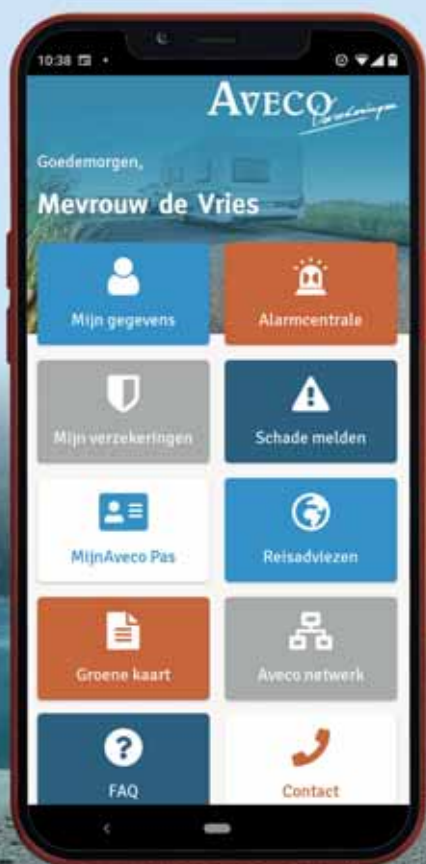 10:38
AVECO
Verzekeringen
Goedemorgen,
Mevrouw de Vries
Mijn gegevens
Alarmcentrale
Mijn verzekeringen
Schade melden
MijnAveco Pas
Reisadviezen
Groene kaart
Aveco netwerk
FAQ
Contact